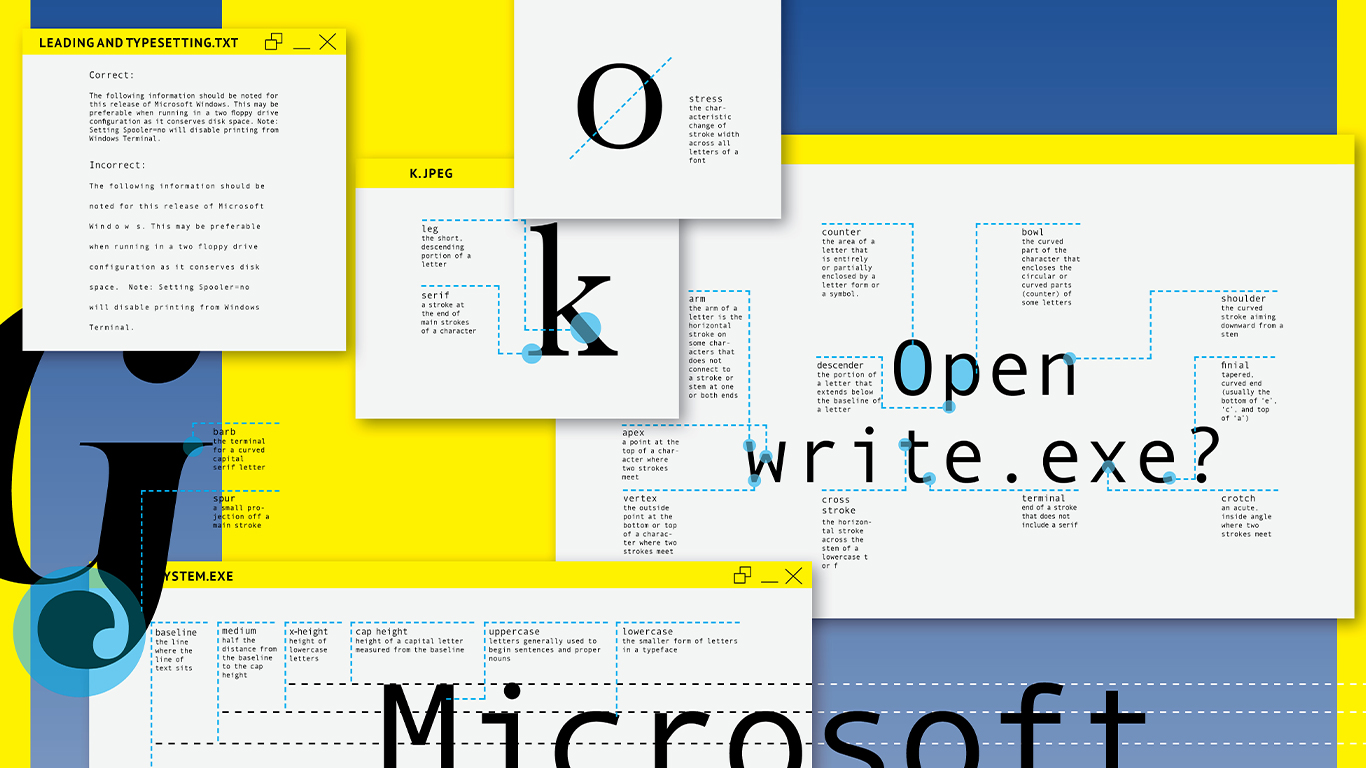 LEADING AND TYPESETTING.TXT
Correct:
The following information should be noted for
this release of Microsoft Windows. This may be
preferable when running in a two floppy drive
configuration as it conserves disk space. Note:
Setting Spooler=no will disable printing from
Windows Terminal.
Incorrect:
The following information should be
noted for this release of Microsoft
Wind o w s. This may be preferable
when running in a two floppy drive
configuration as it conserves disk
space. Note: Setting Spooler=no
will disable printing from Windows
Terminal.
O
stress
the char-
acteristic
change of
stroke width
across all
letters of a
font
K.JPEG
leg
the short,
descending
portion of a
letter
serif
a stroke at
the end of
main strokes
of a character
k
counter
the area of a
letter that
is entirely
or partially
enclosed by a
letter form or
a symbol.
bowl
the curved
part of the
character that
encloses the
circular or
curved parts
(counter) of
some letters
arm
the arm of a
letter is the
horizontal
stroke on
some char-
acters that
does not
connect to
a stroke or
stem at one
or both ends
shoulder
the curved
stroke aiming
downward from a
stem
descender
the portion of
a letter that
extends below
the baseline of
a letter
finial
tapered,
curved end
(usually the
bottom of 'e',
'c', and top
of 'a')
Open
write.exe?
apex
a point at the
top of a char-
acter where
two strokes
meet
vertex
the outside
point at the
bottom or top
of a charac-
ter where two
strokes meet
cross
stroke
the horizon-
tal stroke
across the
stem of a
lowercase t
or f
terminal
end of a stroke
that does not
include a serif
crotch
an acute,
inside angle
where two
strokes meet
barb
the terminal
for a curved
capital
serif letter
spur
a small pro-
jection off a
main stroke
G
j
YSTEM.EXE
baseline
the line
where the
line of
text sits
medium
half the
distance from
the baseline
to the cap
height
x-height
height of
lowercase
letters
cap height
height of a capital letter
measured from the baseline
uppercase
letters generally used to
begin sentences and proper
nouns
lowercase
the smaller form of letters
in a typeface
Microsoft